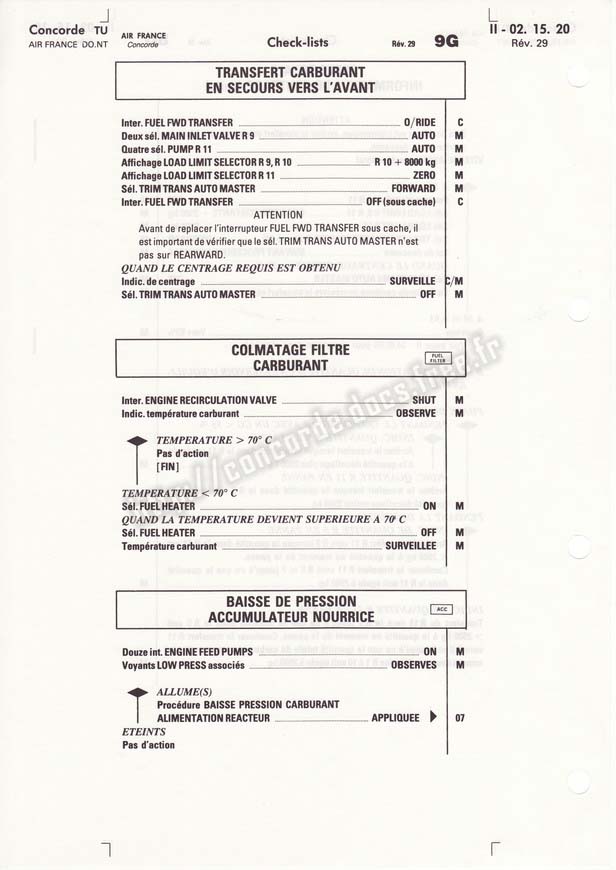 Concorde TU
AIR FRANCE DO.NT
AIR FRANCE
Concorde
Check-lists
Rév. 29
9G
II - 02. 15. 20
Rév. 29
TRANSFERT CARBURANT
EN SECOURS VERS L'AVANT
Inter. FUEL FWD TRANSFER O/RIDE C
Deux sél. MAIN INLET VALVE R 9 AUTO M
Quatre sél. PUMP R 11 AUTO M
Affichage LOAD LIMIT SELECTOR R 9, R 10 R 10 + 8000 kg M
Affichage LOAD LIMIT SELECTOR R 11 ZERO M
Sél. TRIM TRANS AUTO MASTER FORWARD M
Inter. FUEL FWD TRANSFER OFF (sous cache) C
ATTENTION
Avant de replacer l'interrupteur FUEL FWD TRANSFER sous cache, il
est important de vérifier que le sél. TRIM TRANS AUTO MASTER n'est
pas sur REARWARD.
QUAND LE CENTRAGE REQUIS EST OBTENU
Indic. de centrage SURVEILLE C/M
Sél. TRIM TRANS AUTO MASTER OFF M
COLMATAGE FILTRE
CARBURANT
FUEL
FILTER
Inter. ENGINE RECIRCULATION VALVE SHUT M
Indic. température carburant OBSERVE M
TEMPERATURE > 70° C
Pas d'action
[FIN]
TEMPERATURE < 70° C
Sél. FUEL HEATER ON M
QUAND LA TEMPERATURE DEVIENT SUPERIEURE A 70° C
Sél. FUEL HEATER OFF M
Température carburant SURVEILLEE M
BAISSE DE PRESSION
ACCUMULATEUR NOURRICE
ACC
Douze int. ENGINE FEED PUMPS ON M
Voyants LOW PRESS associés OBSERVES M
ALLUME(S)
Procédure BAISSE PRESSION CARBURANT
ALIMENTATION REACTEUR APPLIQUEE 07
ETEINTS
Pas d'action
http://concorde.docs.free.fr